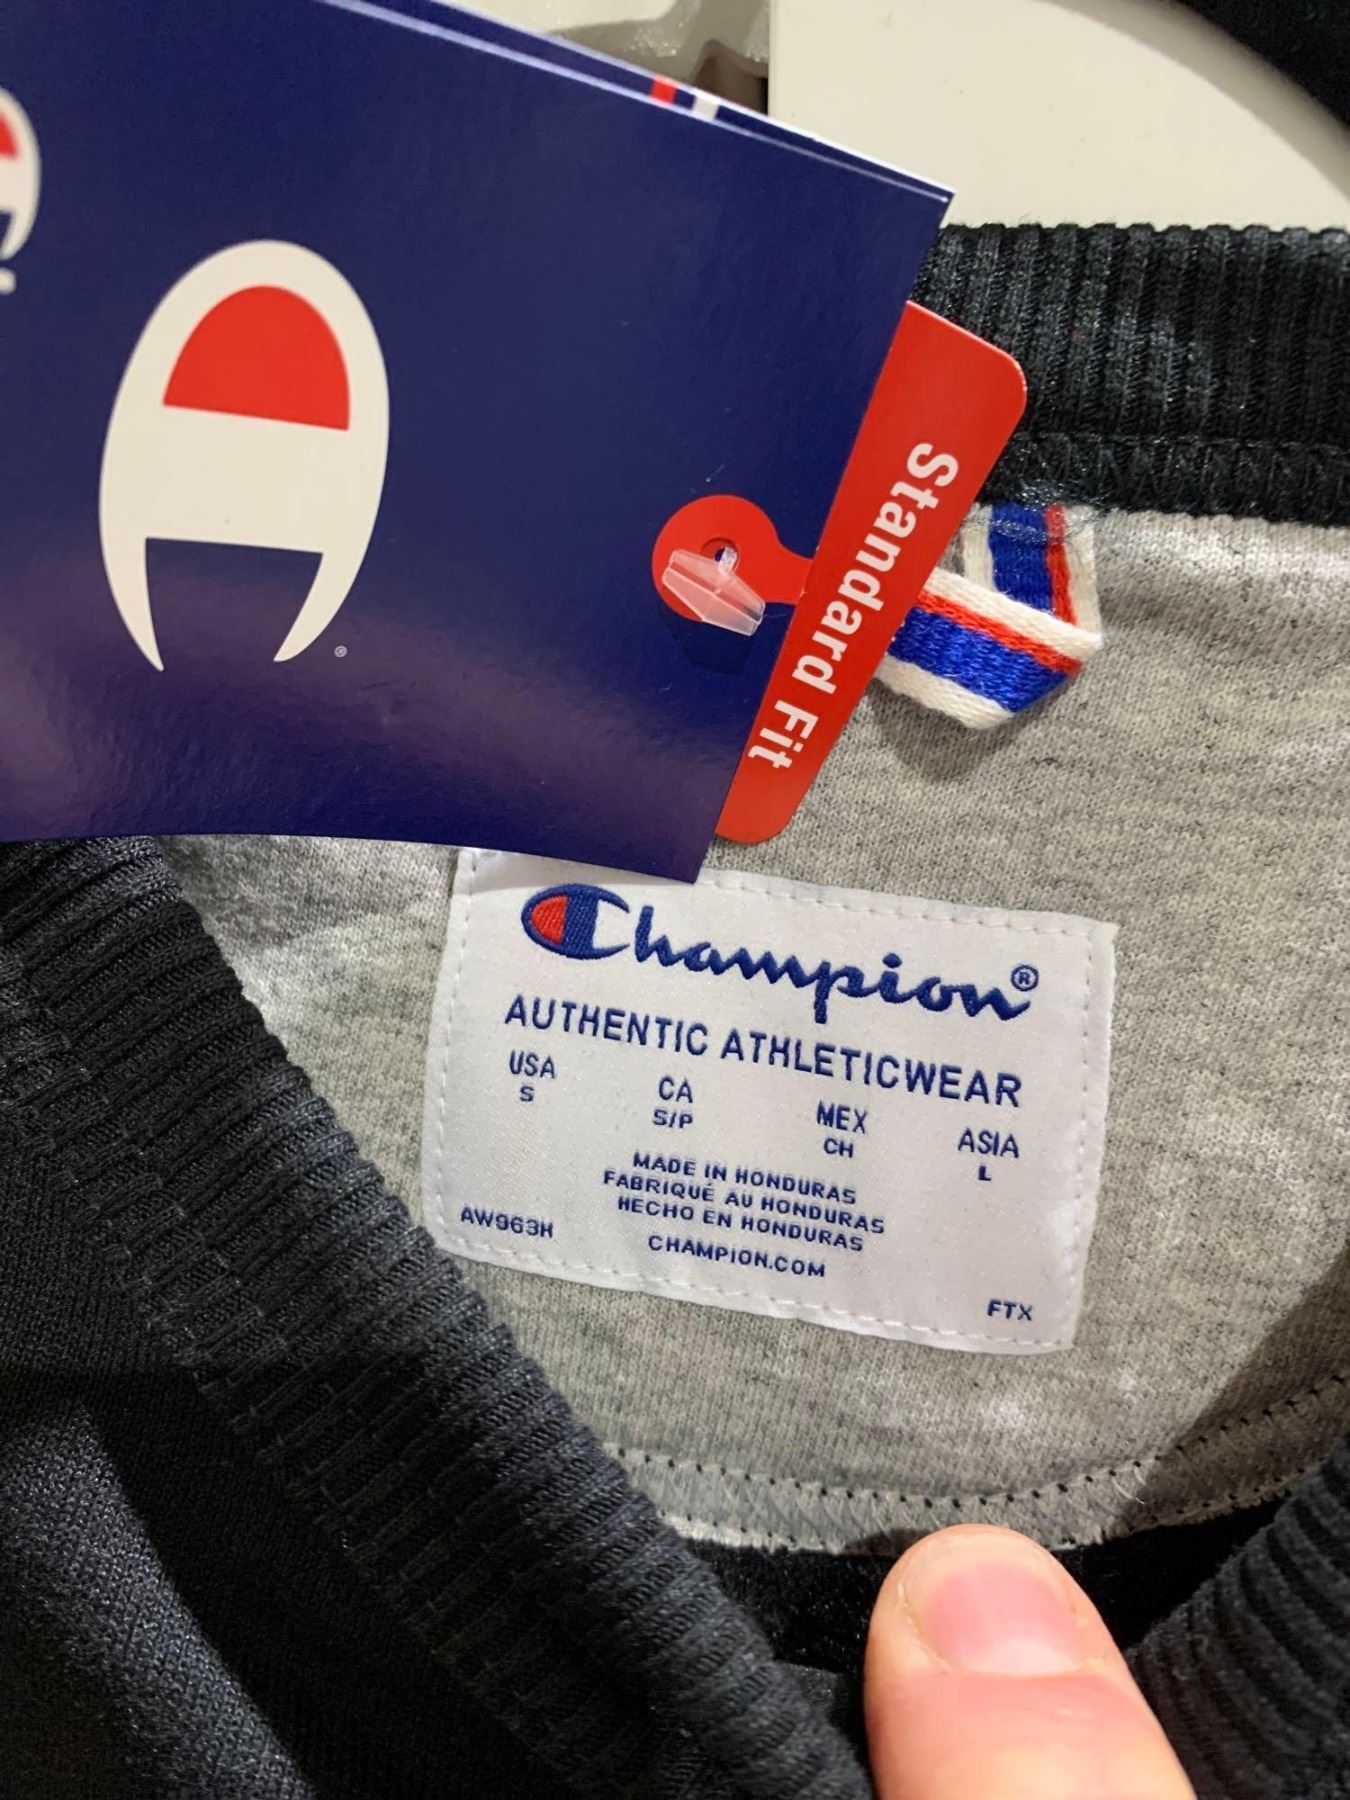 Standard Fit
Champion®
AUTHENTIC ATHLETICWEAR
USA CA MEX ASIA
S S/P CH L
MADE IN HONDURAS
FABRIQUÉ AU HONDURAS
HECHO EN HONDURAS
AW963H CHAMPION.COM FTX